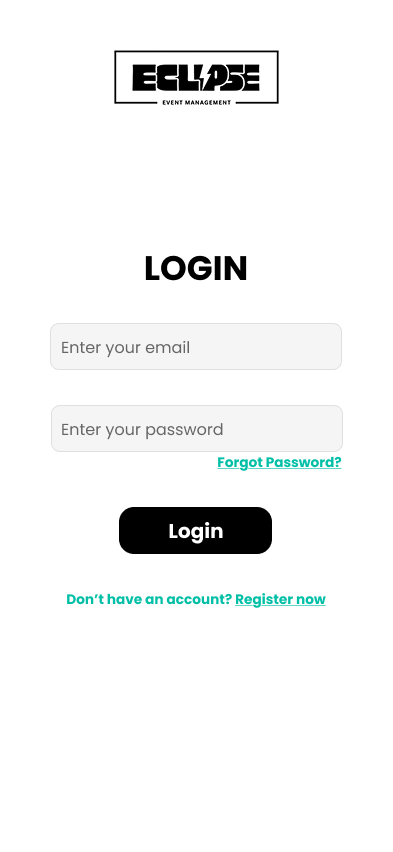 ECLIPSE
EVENT MANAGEMENT
LOGIN
Enter your email
Enter your password
Forgot Password?
Login
Don’t have an account? Register now